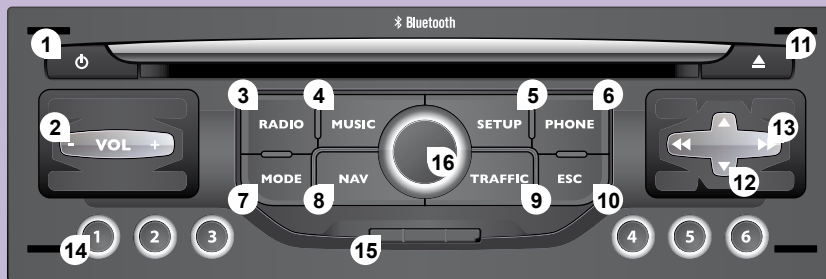 Bluetooth
1
11
3
4
5
6
2
- VOL +
RADIO
MUSIC
SETUP
PHONE
13
16
MODE
NAV
TRAFFIC
ESC
12
7
8
9
10
14
1
2
3
15
4
5
6